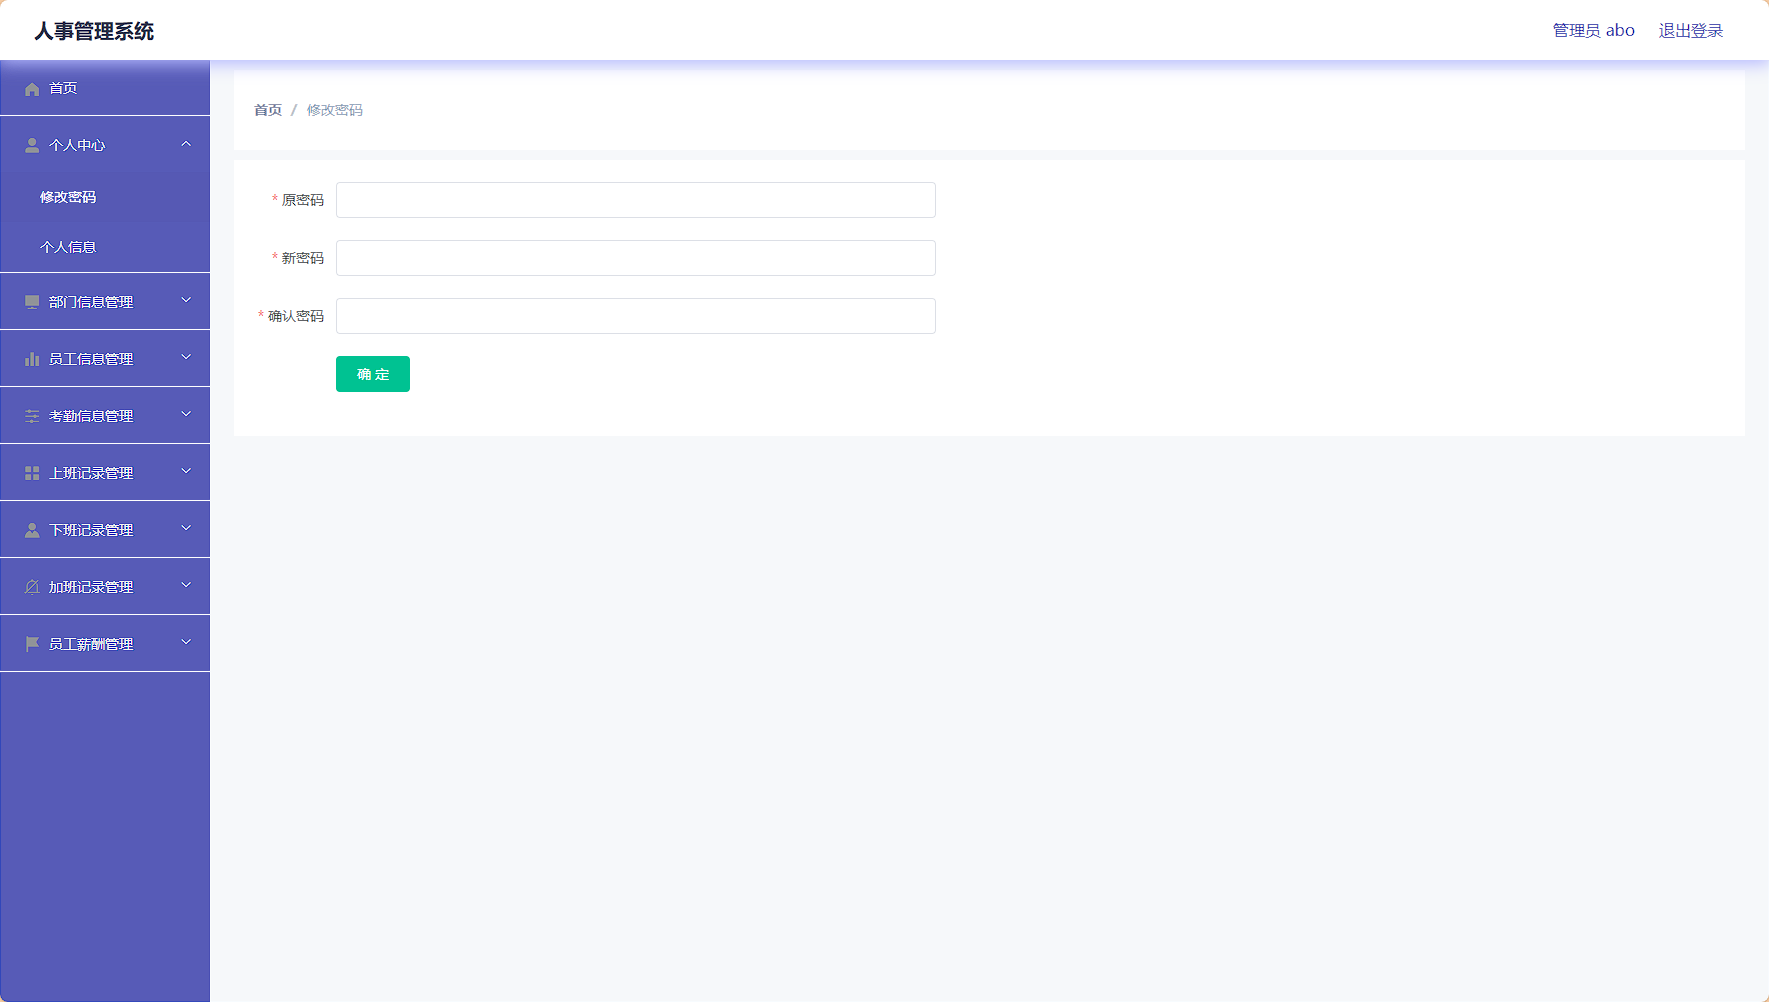 人事管理系统
管理员 abo 退出登录
首页
个人中心
修改密码
个人信息
部门信息管理
员工信息管理
考勤信息管理
上班记录管理
下班记录管理
加班记录管理
员工薪酬管理
首页 / 修改密码
* 原密码
* 新密码
* 确认密码
确 定